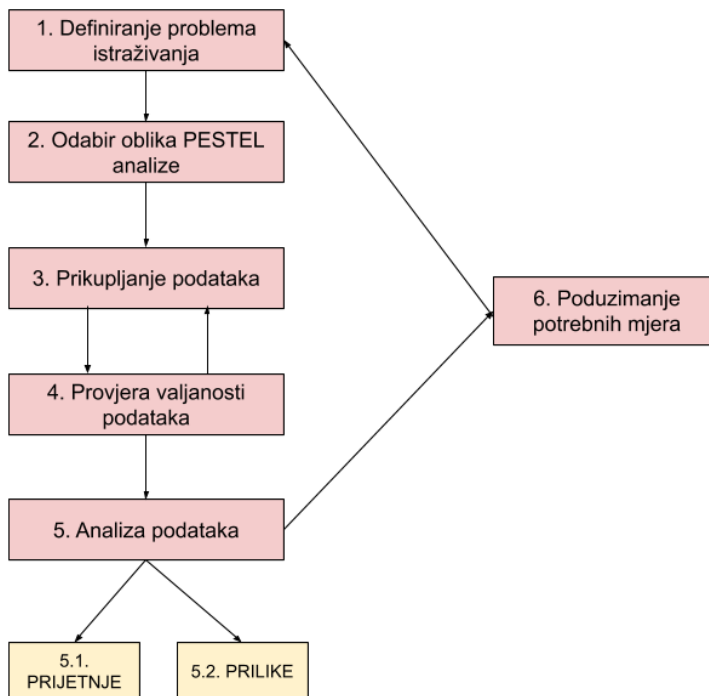 1. Definiranje problema
istraživanja
2. Odabir oblika PESTEL
analize
3. Prikupljanje podataka
4. Provjera valjanosti
podataka
5. Analiza podataka
5.1.
PRIJETNJE
5.2. PRILIKE
6. Poduzimanje
potrebnih mjera